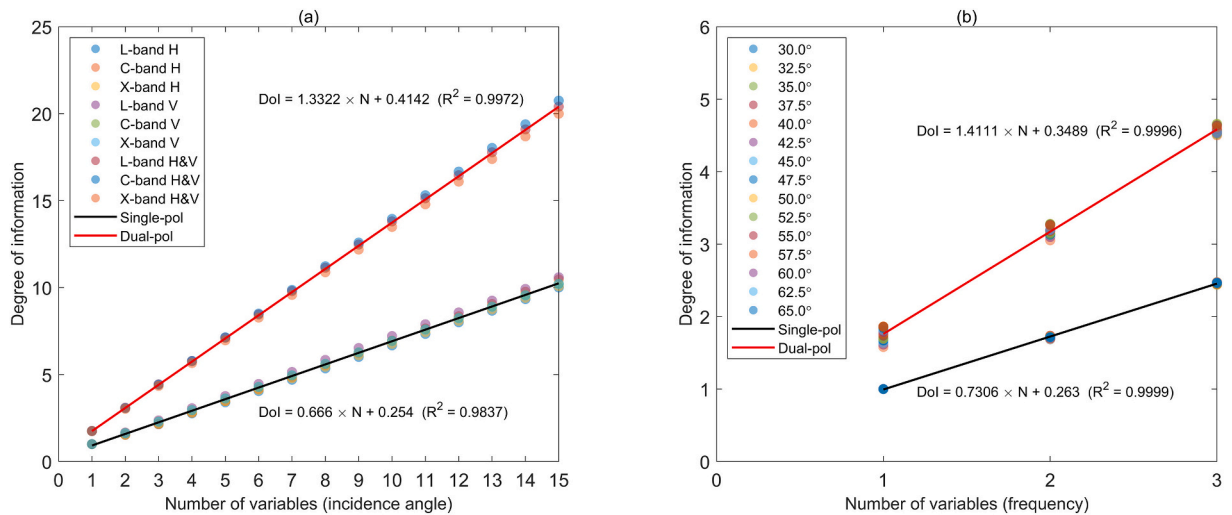 (a)
25
20
15
10
5
0
Degree of information
L-band H
C-band H
X-band H
L-band V
C-band V
X-band V
L-band H&V
C-band H&V
X-band H&V
Single-pol
Dual-pol
DoI = 1.3322 × N + 0.4142 (R² = 0.9972)
DoI = 0.666 × N + 0.254 (R² = 0.9837)
0 1 2 3 4 5 6 7 8 9 10 11 12 13 14 15
Number of variables (incidence angle)
(b)
6
5
4
3
2
1
0
Degree of information
30.0°
32.5°
35.0°
37.5°
40.0°
42.5°
45.0°
47.5°
50.0°
52.5°
55.0°
57.5°
60.0°
62.5°
65.0°
Single-pol
Dual-pol
DoI = 1.4111 × N + 0.3489 (R² = 0.9996)
DoI = 0.7306 × N + 0.263 (R² = 0.9999)
0 1 2 3
Number of variables (frequency)